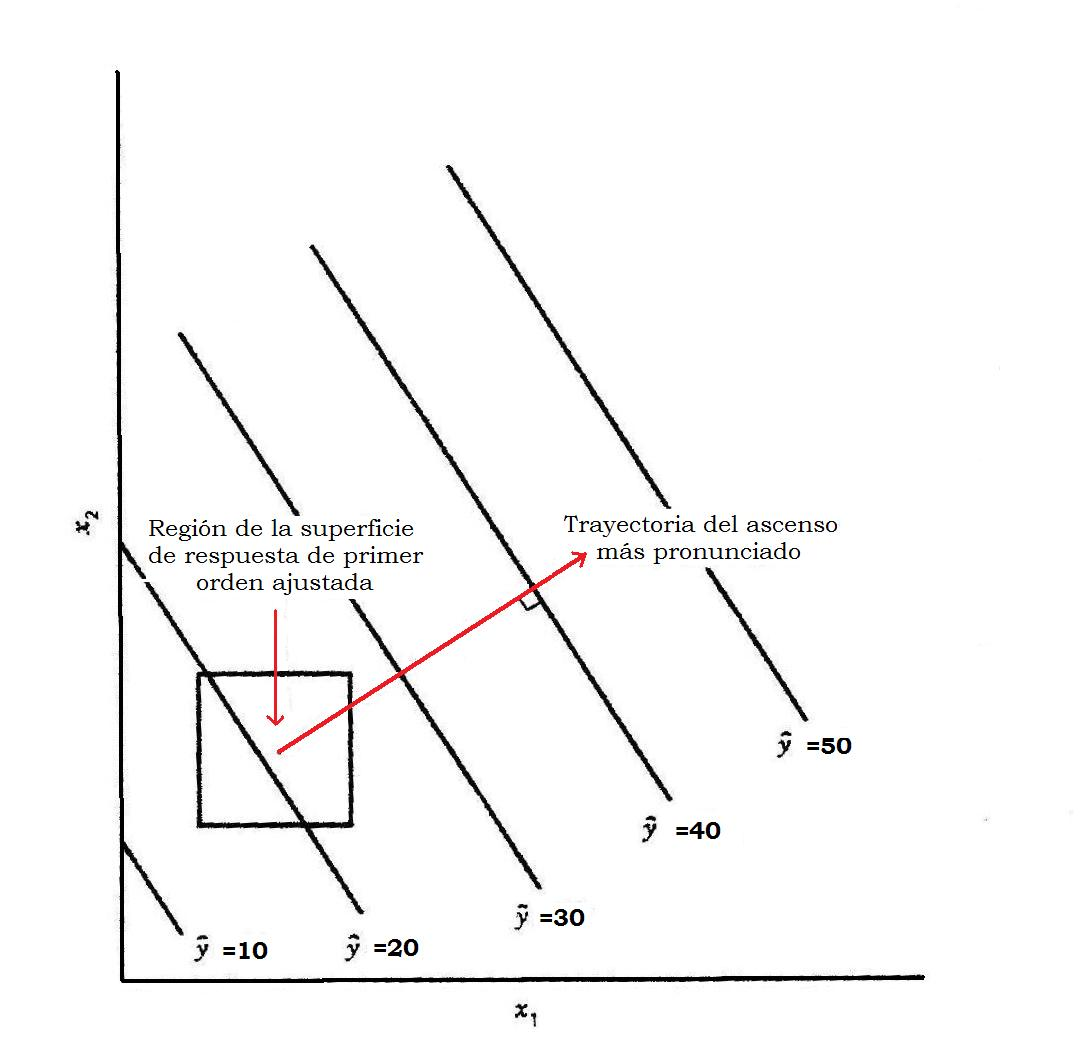 x₂
Región de la superficie
de respuesta de primer
orden ajustada
Trayectoria del ascenso
más pronunciado
ŷ =50
ŷ =40
ŷ =30
ŷ =20
ŷ =10
x₁